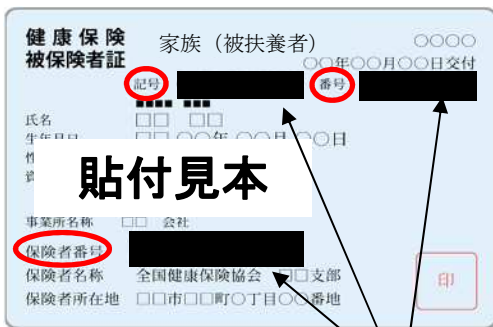 健康保険 家族（被扶養者） ○○○○
被保険者証 ○○年○○月○○日交付
記号 番号
■■■■ ■■■
氏名 □□ □□
生年月日 □□ ○○年 ○○月 ○○日
貼付見本
事業所名称 □□ 会社
保険者番号
保険者名称 全国健康保険協会 □□支部
保険者所在地 □□市□□町○丁目○○番地
印